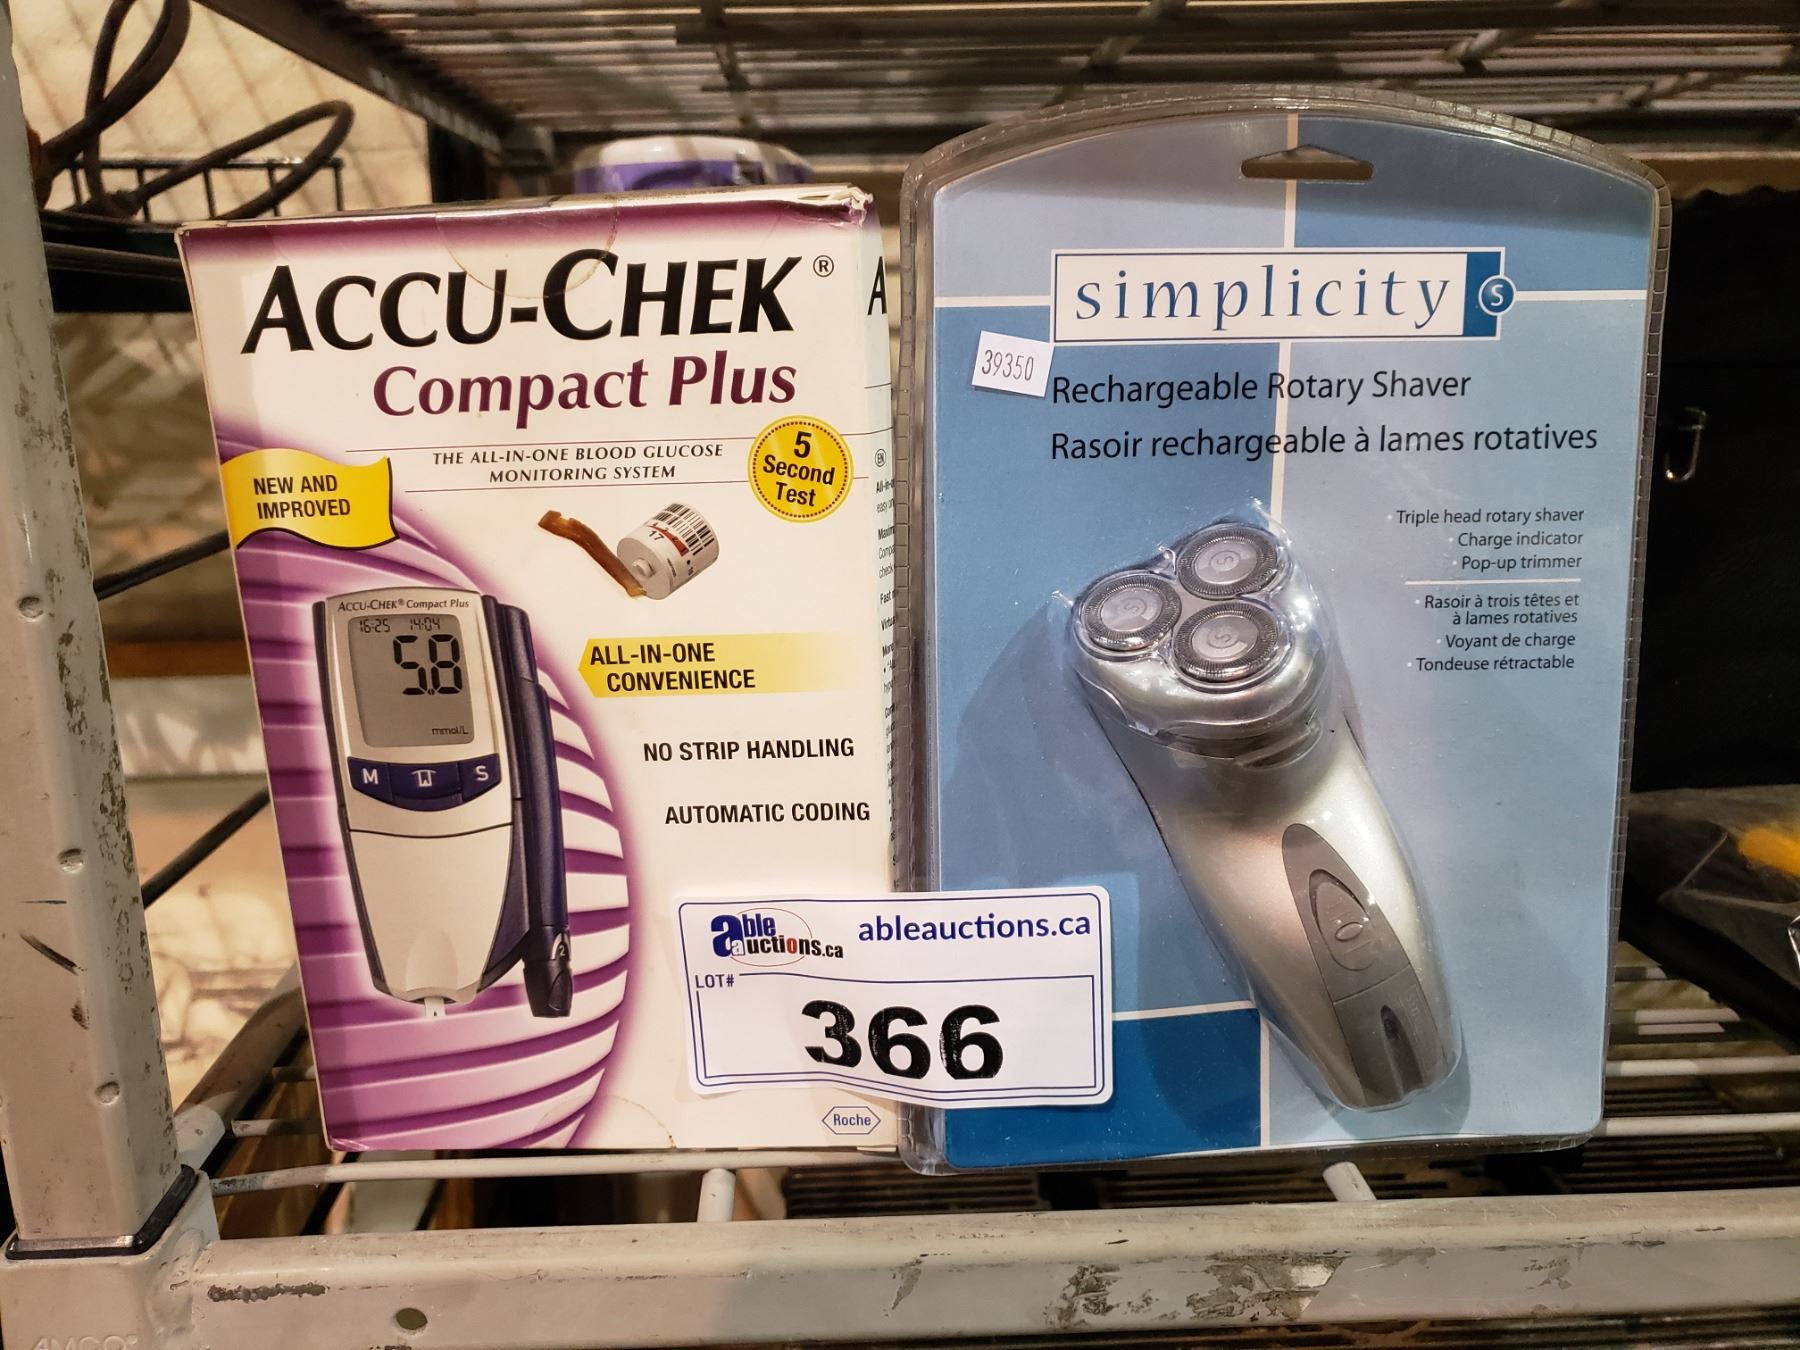 ACCU-CHEK®
Compact Plus
THE ALL-IN-ONE BLOOD GLUCOSE
MONITORING SYSTEM
5
Second
Test
NEW AND
IMPROVED
17
ACCU-CHEK® Compact Plus
16-25 14:04
5.8
mmol/L
M
S
2
ALL-IN-ONE
CONVENIENCE
NO STRIP HANDLING
AUTOMATIC CODING
Roche
A
EN
able
auctions.ca
ableauctions.ca
LOT#
366
simplicity S
39350
Rechargeable Rotary Shaver
Rasoir rechargeable à lames rotatives
· Triple head rotary shaver
· Charge indicator
· Pop-up trimmer
· Rasoir à trois têtes et
à lames rotatives
· Voyant de charge
· Tondeuse rétractable
S
S
S